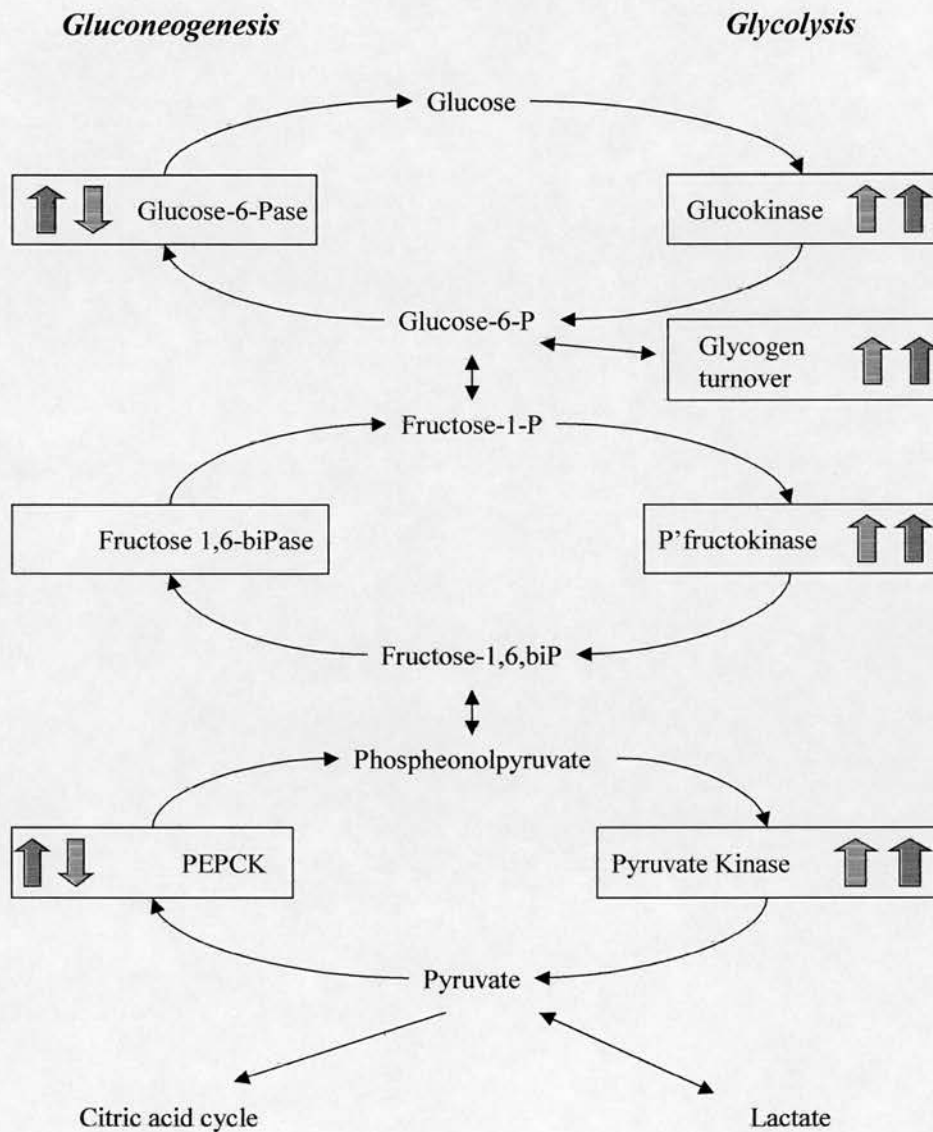 Gluconeogenesis
Glycolysis
Glucose
Glucose-6-Pase
Glucokinase
Glucose-6-P
Glycogen
turnover
Fructose-1-P
Fructose 1,6-biPase
P'fructokinase
Fructose-1,6,biP
Phospheonolpyruvate
PEPCK
Pyruvate Kinase
Pyruvate
Citric acid cycle
Lactate